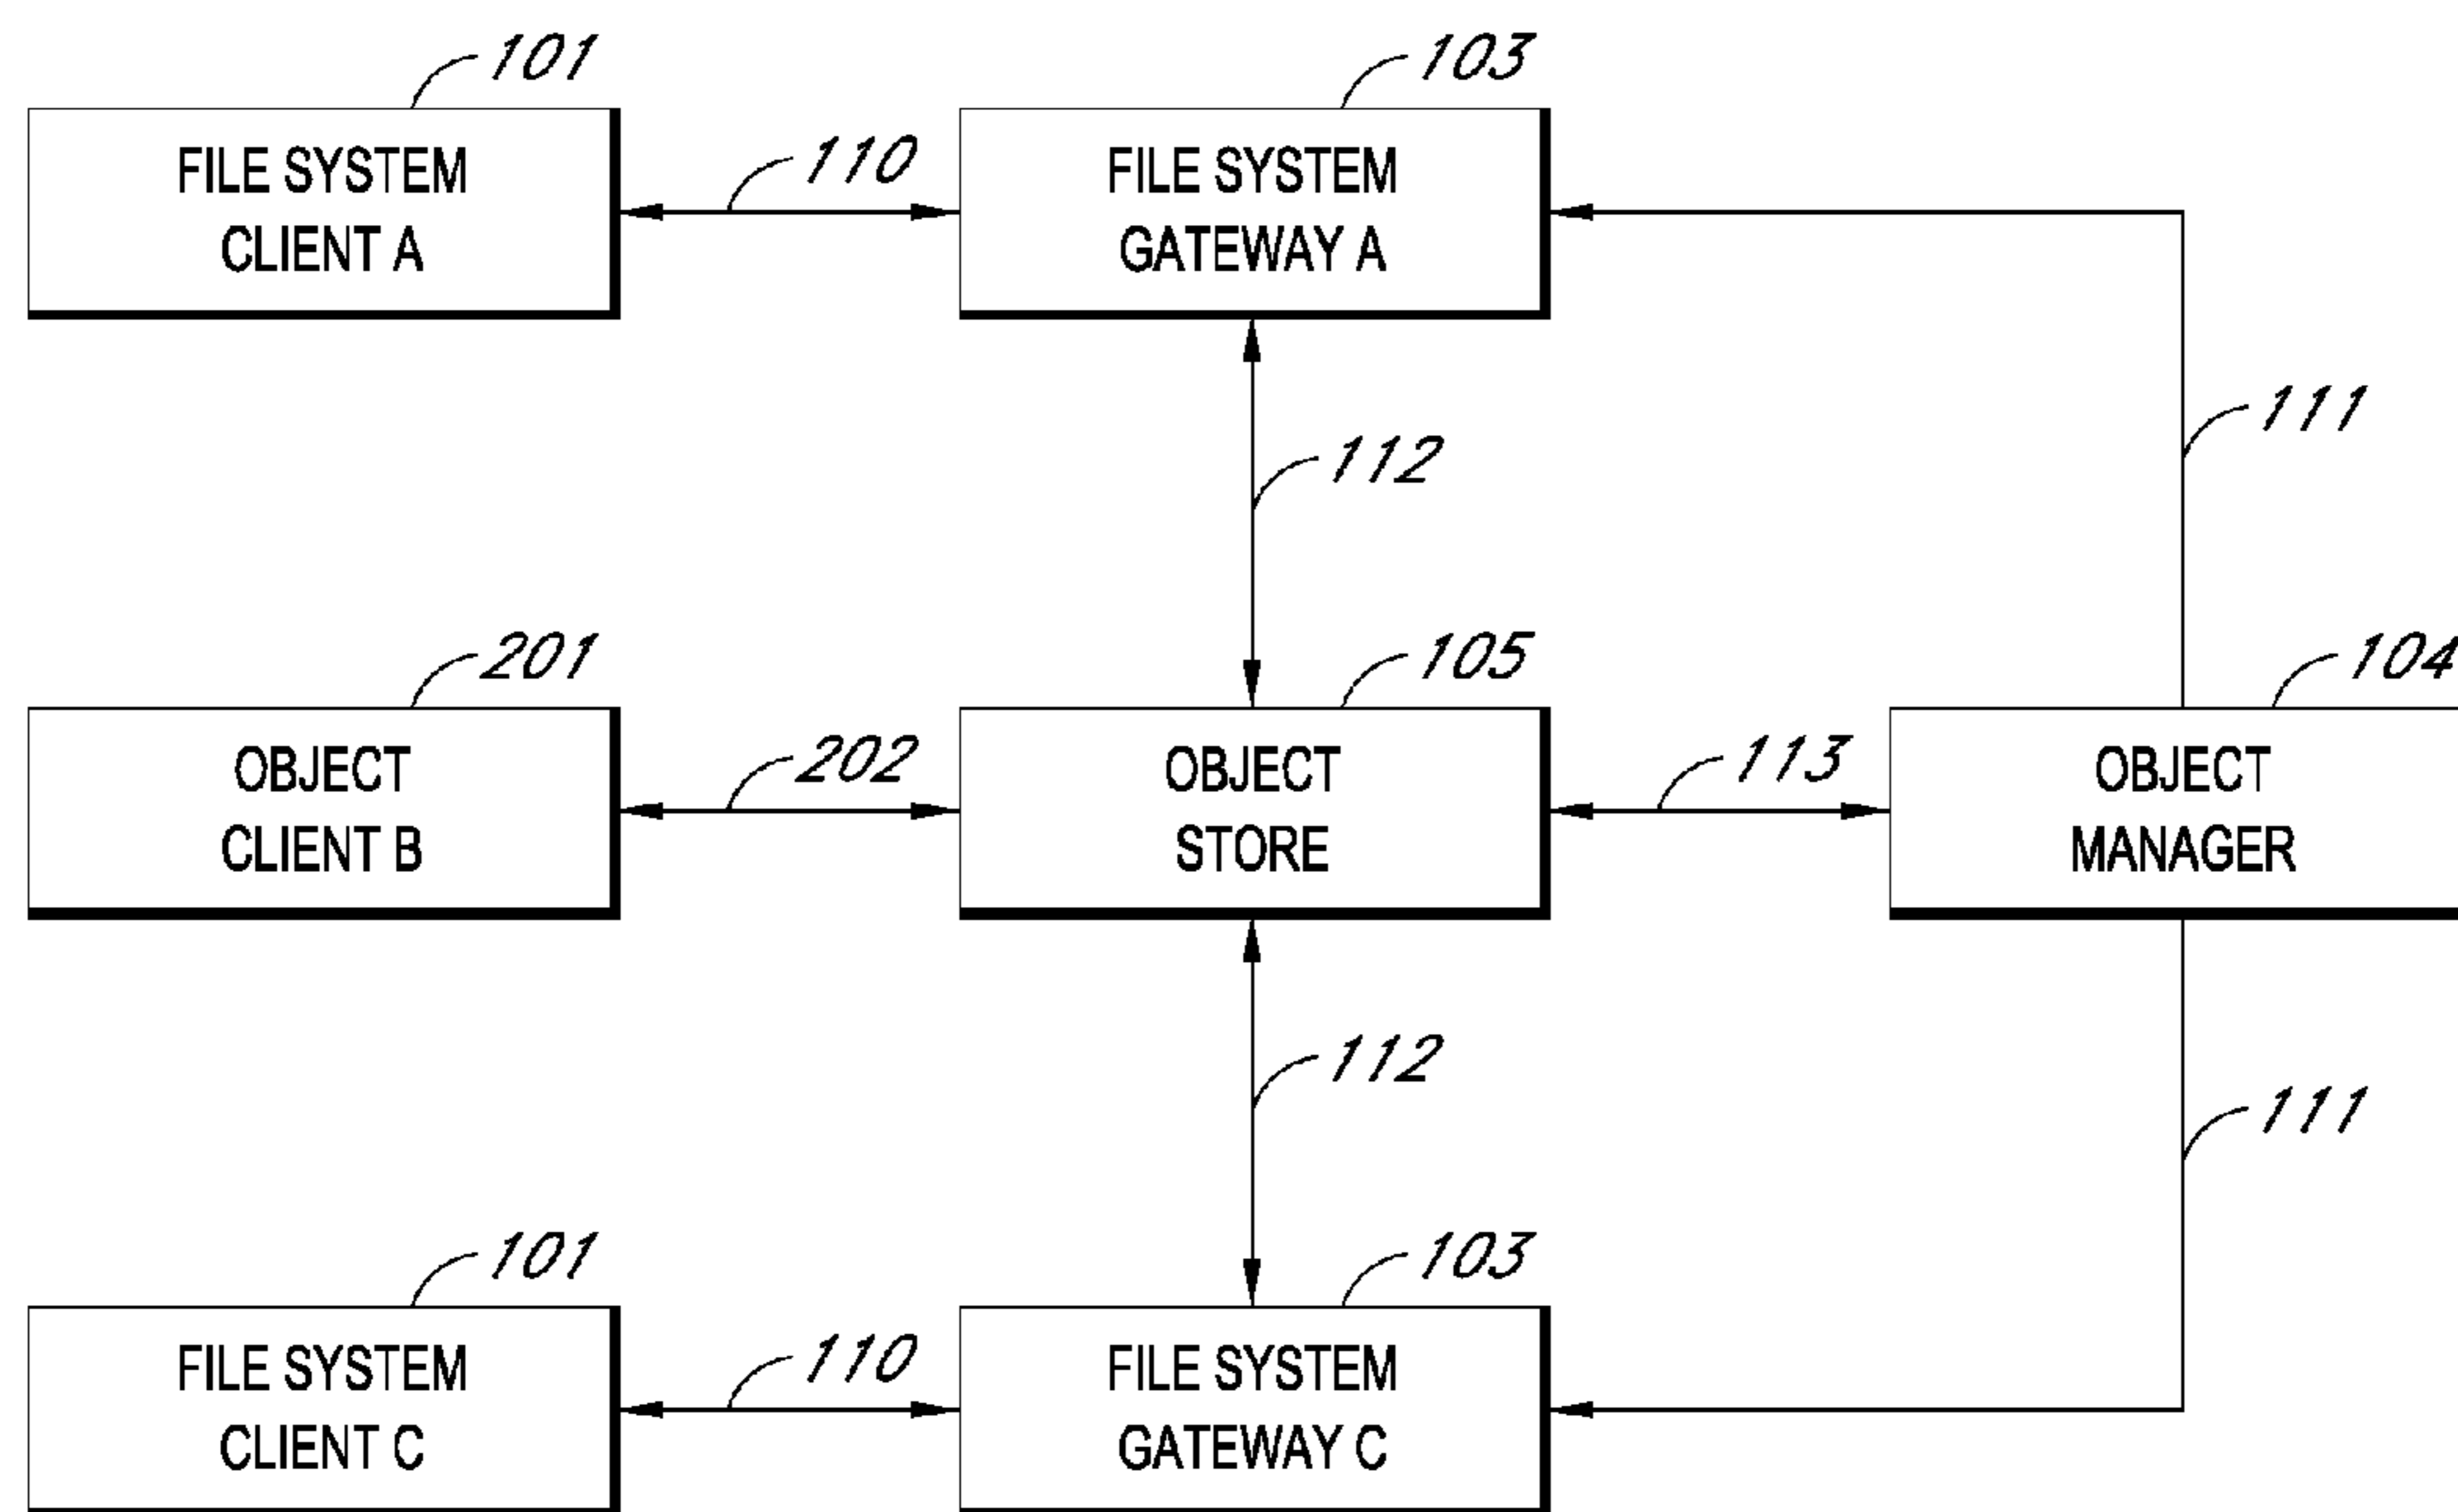 101
103
FILE SYSTEM
CLIENT A
110
FILE SYSTEM
GATEWAY A
111
112
201
105
104
OBJECT
CLIENT B
202
OBJECT
STORE
113
OBJECT
MANAGER
112
111
101
103
FILE SYSTEM
CLIENT C
110
FILE SYSTEM
GATEWAY C